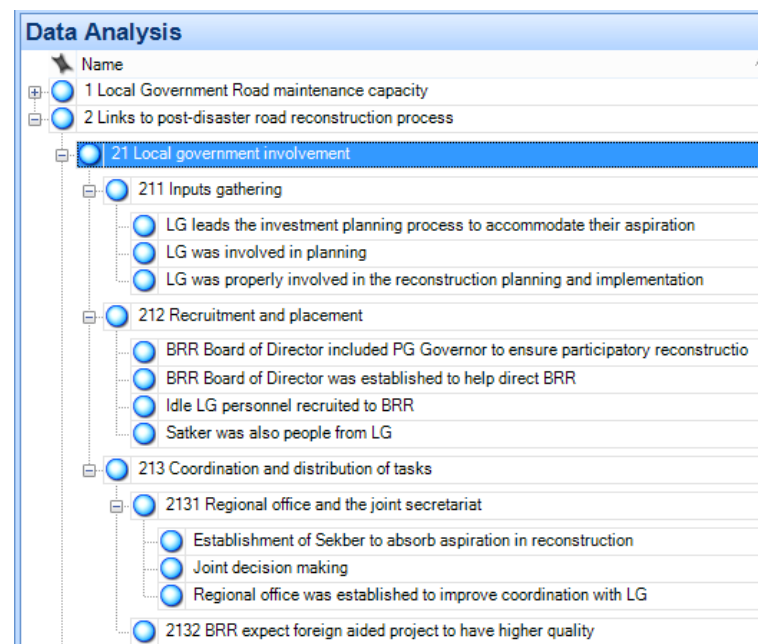 Data Analysis
Name
1 Local Government Road maintenance capacity
2 Links to post-disaster road reconstruction process
21 Local government involvement
211 Inputs gathering
LG leads the investment planning process to accommodate their aspiration
LG was involved in planning
LG was properly involved in the reconstruction planning and implementation
212 Recruitment and placement
BRR Board of Director included PG Governor to ensure participatory reconstructio
BRR Board of Director was established to help direct BRR
Idle LG personnel recruited to BRR
Satker was also people from LG
213 Coordination and distribution of tasks
2131 Regional office and the joint secretariat
Establishment of Sekber to absorb aspiration in reconstruction
Joint decision making
Regional office was established to improve coordination with LG
2132 BRR expect foreign aided project to have higher quality